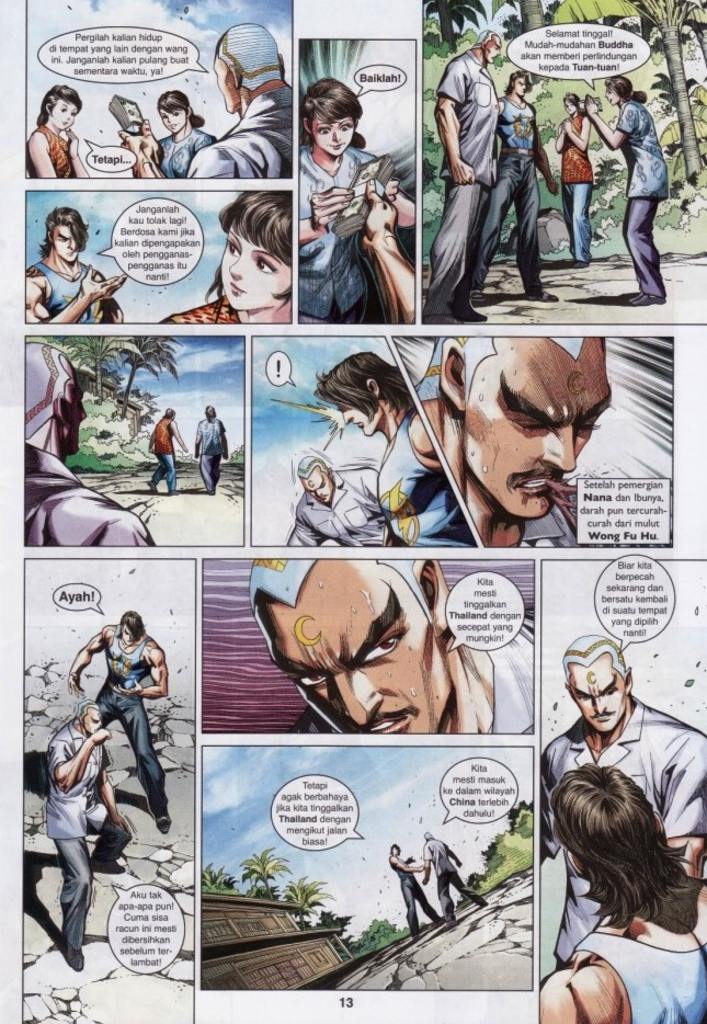 Pergilah kalian hidup
di tempat yang lain dengan wang
ini. Janganlah kalian pulang buat
sementara waktu, ya!
Tetapi...
Baiklah!
Selamat tinggal!
Mudah-mudahan Buddha
akan memberi perlindungan
kepada Tuan-tuan!
Janganlah
kau tolak lagi!
Berdosa kami jika
kalian dipengapakan
oleh pengganas-
pengganas itu
nanti!
!
Setelah pemergian
Nana dan Ibunya,
darah pun tercurah-
curah dari mulut
Wong Fu Hu.
Ayah!
Aku tak
apa-apa pun!
Cuma sisa
racun ini mesti
dibersihkan
sebelum ter-
lambat!
Kita
mesti
tinggalkan
Thailand dengan
secepat yang
mungkin!
Tetapi
agak berbahaya
jika kita tinggalkan
Thailand dengan
mengikut jalan
biasa!
Kita
mesti masuk
ke dalam wilayah
China terlebih
dahulu!
Biar kita
berpecah
sekarang dan
bersatu kembali
di suatu tempat
yang dipilih
nanti!
13